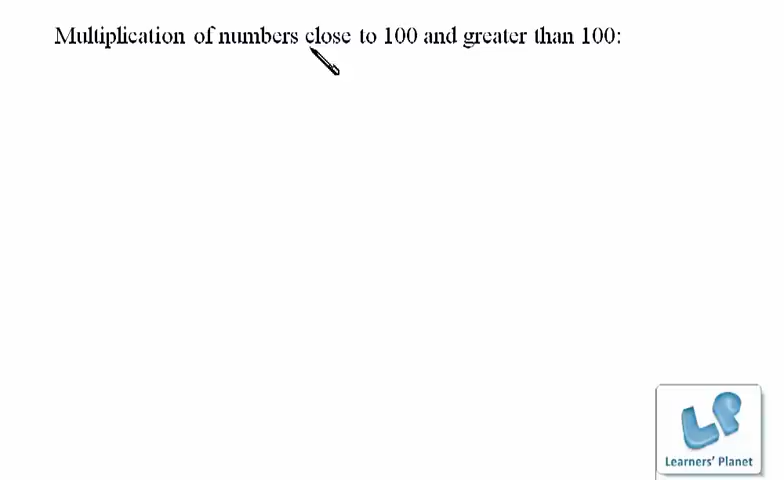 Multiplication of numbers close to 100 and greater than 100:
LP
Learners' Planet